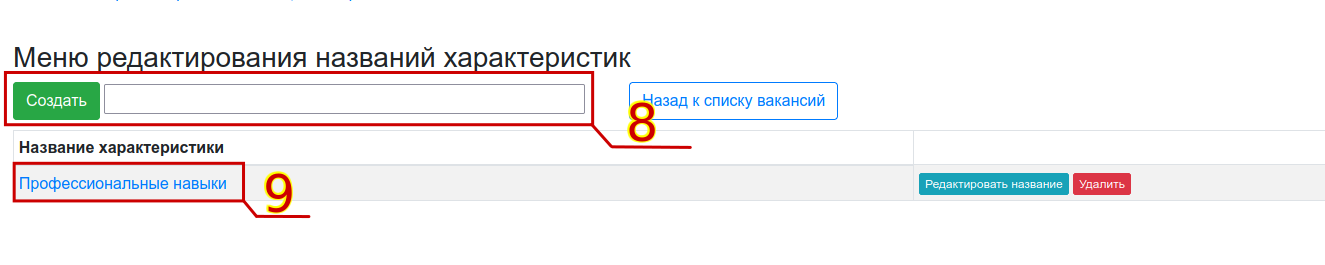 Меню редактирования названий характеристик
Создать Назад к списку вакансий
8
Название характеристики
Профессиональные навыки 9 Редактировать название Удалить